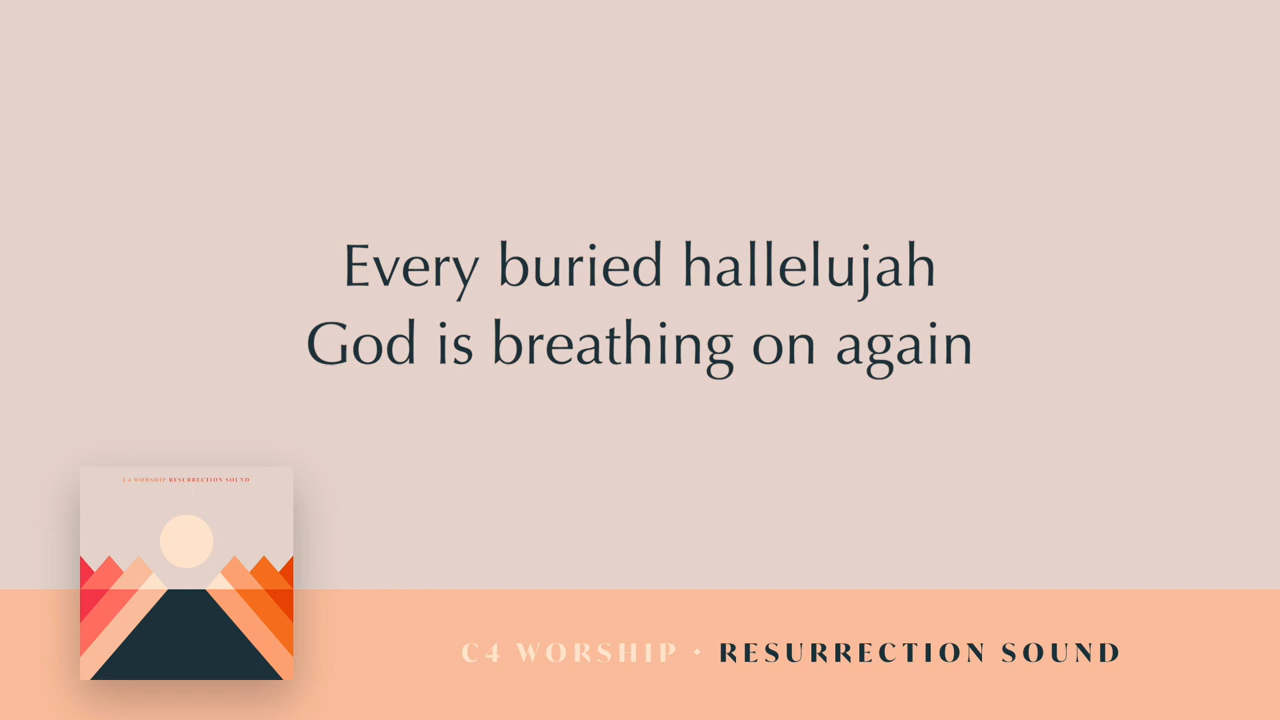 Every buried hallelujah
God is breathing on again
C4 WORSHIP RESURRECTION SOUND
C4 WORSHIP · RESURRECTION SOUND